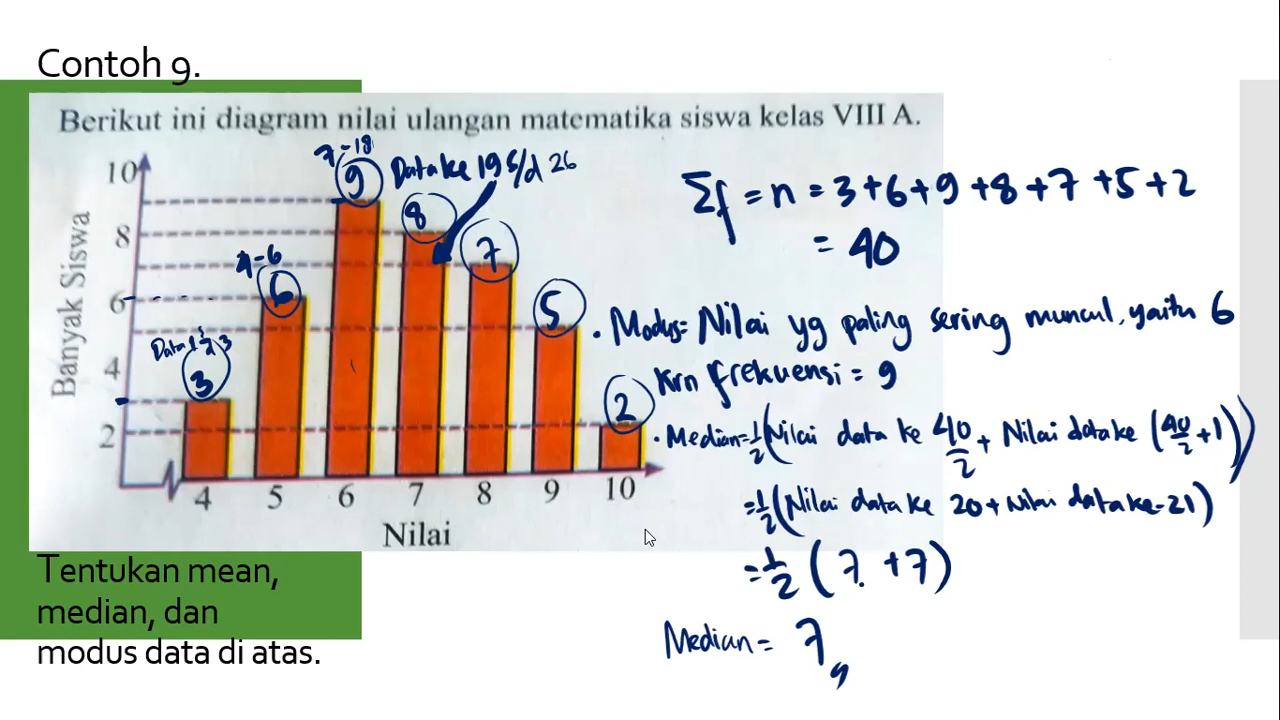 Contoh 9.
Berikut ini diagram nilai ulangan matematika siswa kelas VIII A.
Banyak Siswa
10
8
6
4
2
4 5 6 7 8 9 10
Nilai
Data 1, 2, 3
3
4-6
6
7-18
9
Data ke 19 s/d 26
8
7
5
2
Σf = n = 3+6+9+8+7+5+2
= 40
• Modus = Nilai yg paling sering muncul, yaitu 6
Krn frekuensi = 9
• Median = 1/2 (Nilai data ke 40/2 + Nilai data ke (40/2 + 1))
= 1/2 (Nilai data ke 20 + Nilai data ke-21)
= 1/2 (7 + 7)
Median = 7
Tentukan mean,
median, dan
modus data di atas.